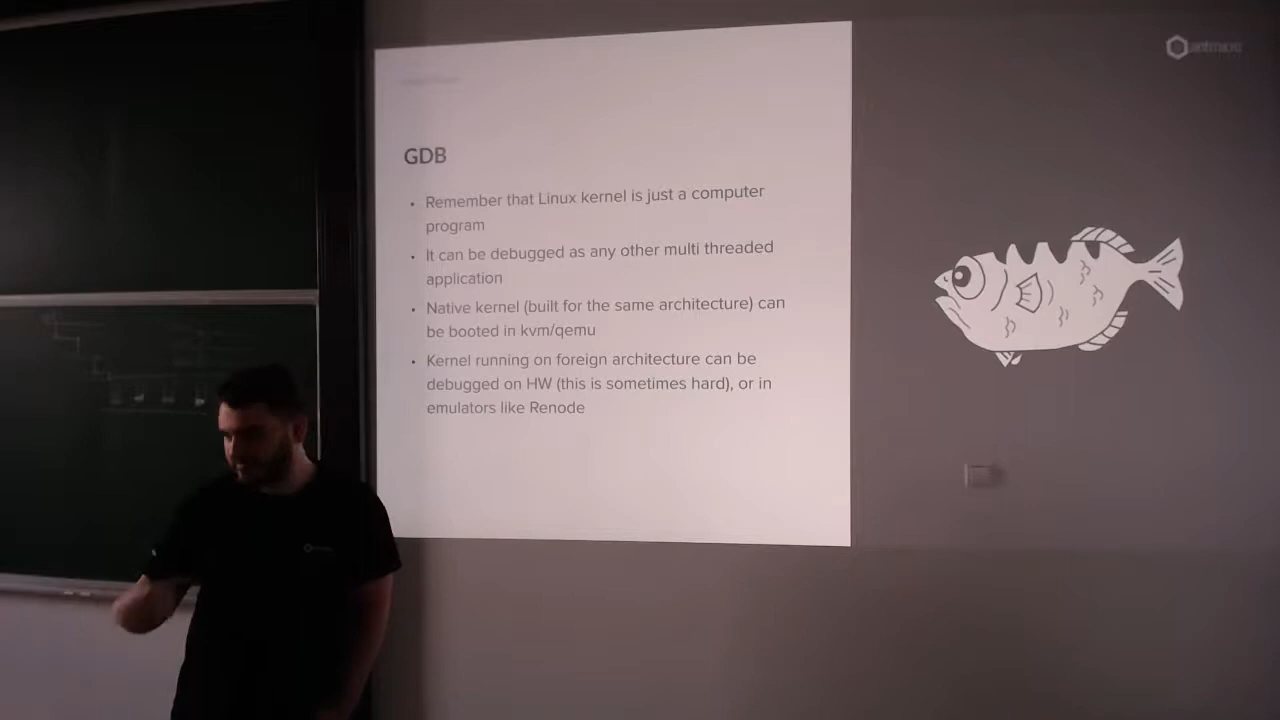 antmicro
GDB
• Remember that Linux kernel is just a computer
program
• It can be debugged as any other multi threaded
application
• Native kernel (built for the same architecture) can
be booted in kvm/qemu
• Kernel running on foreign architecture can be
debugged on HW (this is sometimes hard), or in
emulators like Renode